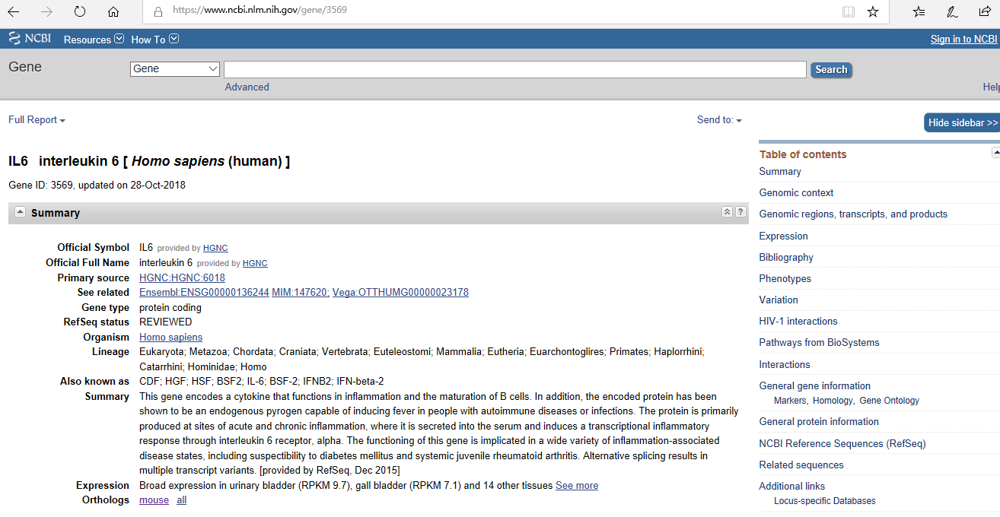 https://www.ncbi.nlm.nih.gov/gene/3569
NCBI Resources How To Sign in to NCBI
Gene Gene Search
Advanced
Help
Full Report Send to:
Hide sidebar >>
IL6 interleukin 6 [ Homo sapiens (human) ]
Gene ID: 3569, updated on 28-Oct-2018
Summary ?
Official Symbol IL6 provided by HGNC
Official Full Name interleukin 6 provided by HGNC
Primary source HGNC:HGNC:6018
See related Ensembl:ENSG00000136244 MIM:147620; Vega:OTTHUMG00000023178
Gene type protein coding
RefSeq status REVIEWED
Organism Homo sapiens
Lineage Eukaryota; Metazoa; Chordata; Craniata; Vertebrata; Euteleostomi; Mammalia; Eutheria; Euarchontoglires; Primates; Haplorrhini;
Catarrhini; Hominidae; Homo
Also known as CDF; HGF; HSF; BSF2; IL-6; BSF-2; IFNB2; IFN-beta-2
Summary This gene encodes a cytokine that functions in inflammation and the maturation of B cells. In addition, the encoded protein has been
shown to be an endogenous pyrogen capable of inducing fever in people with autoimmune diseases or infections. The protein is primarily
produced at sites of acute and chronic inflammation, where it is secreted into the serum and induces a transcriptional inflammatory
response through interleukin 6 receptor, alpha. The functioning of this gene is implicated in a wide variety of inflammation-associated
disease states, including suspectibility to diabetes mellitus and systemic juvenile rheumatoid arthritis. Alternative splicing results in
multiple transcript variants. [provided by RefSeq, Dec 2015]
Expression Broad expression in urinary bladder (RPKM 9.7), gall bladder (RPKM 7.1) and 14 other tissues See more
Orthologs mouse all
Table of contents
Summary
Genomic context
Genomic regions, transcripts, and products
Expression
Bibliography
Phenotypes
Variation
HIV-1 interactions
Pathways from BioSystems
Interactions
General gene information
Markers, Homology, Gene Ontology
General protein information
NCBI Reference Sequences (RefSeq)
Related sequences
Additional links
Locus-specific Databases